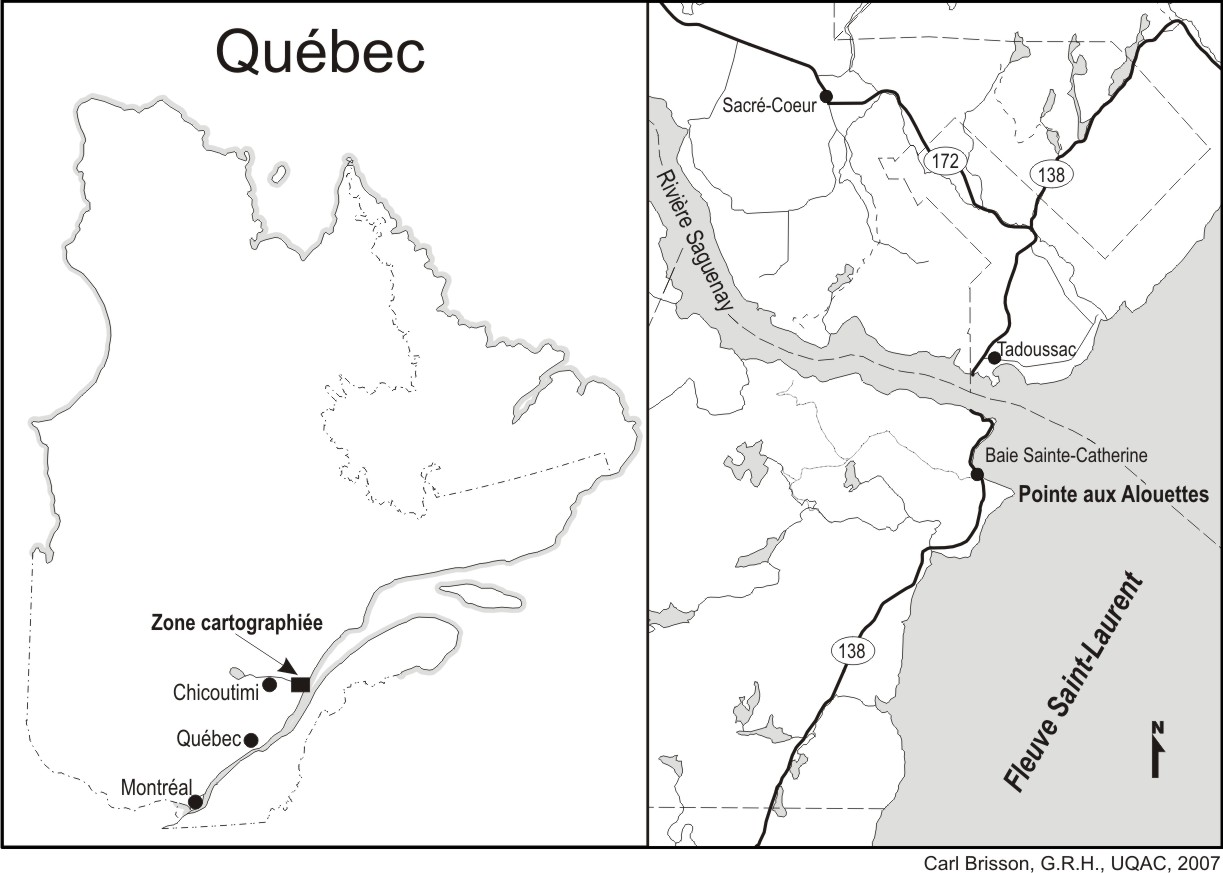 Québec
Zone cartographiée
Chicoutimi
Québec
Montréal
Sacré-Coeur
172
138
Rivière Saguenay
Tadoussac
Baie Sainte-Catherine
Pointe aux Alouettes
138
Fleuve Saint-Laurent
N
Carl Brisson, G.R.H., UQAC, 2007